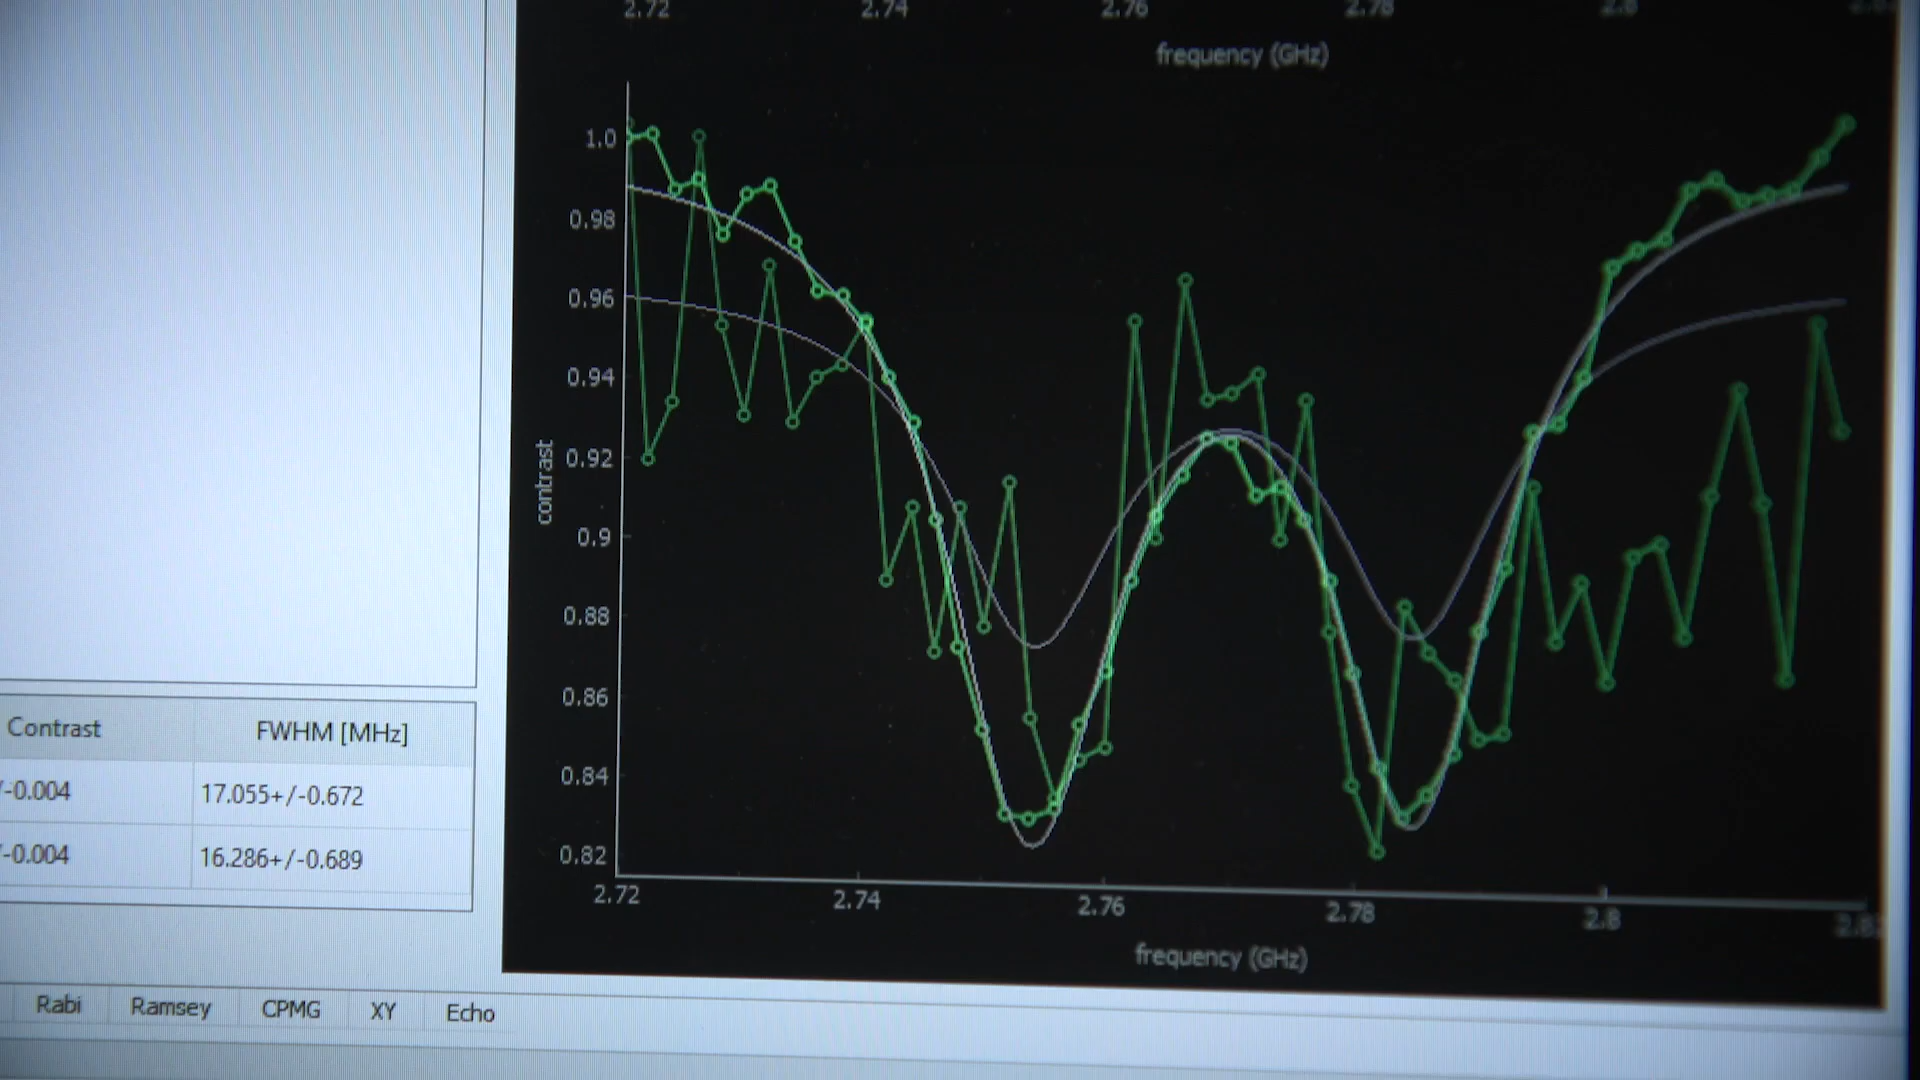 2.72 2.74 2.76 2.78 2.8
frequency (GHz)
1.0
0.98
0.96
0.94
0.92
0.9
0.88
0.86
0.84
0.82
contrast
2.72 2.74 2.76 2.78 2.8
frequency (GHz)
Contrast FWHM [MHz]
/-0.004 17.055+/-0.672
/-0.004 16.286+/-0.689
Rabi Ramsey CPMG XY Echo